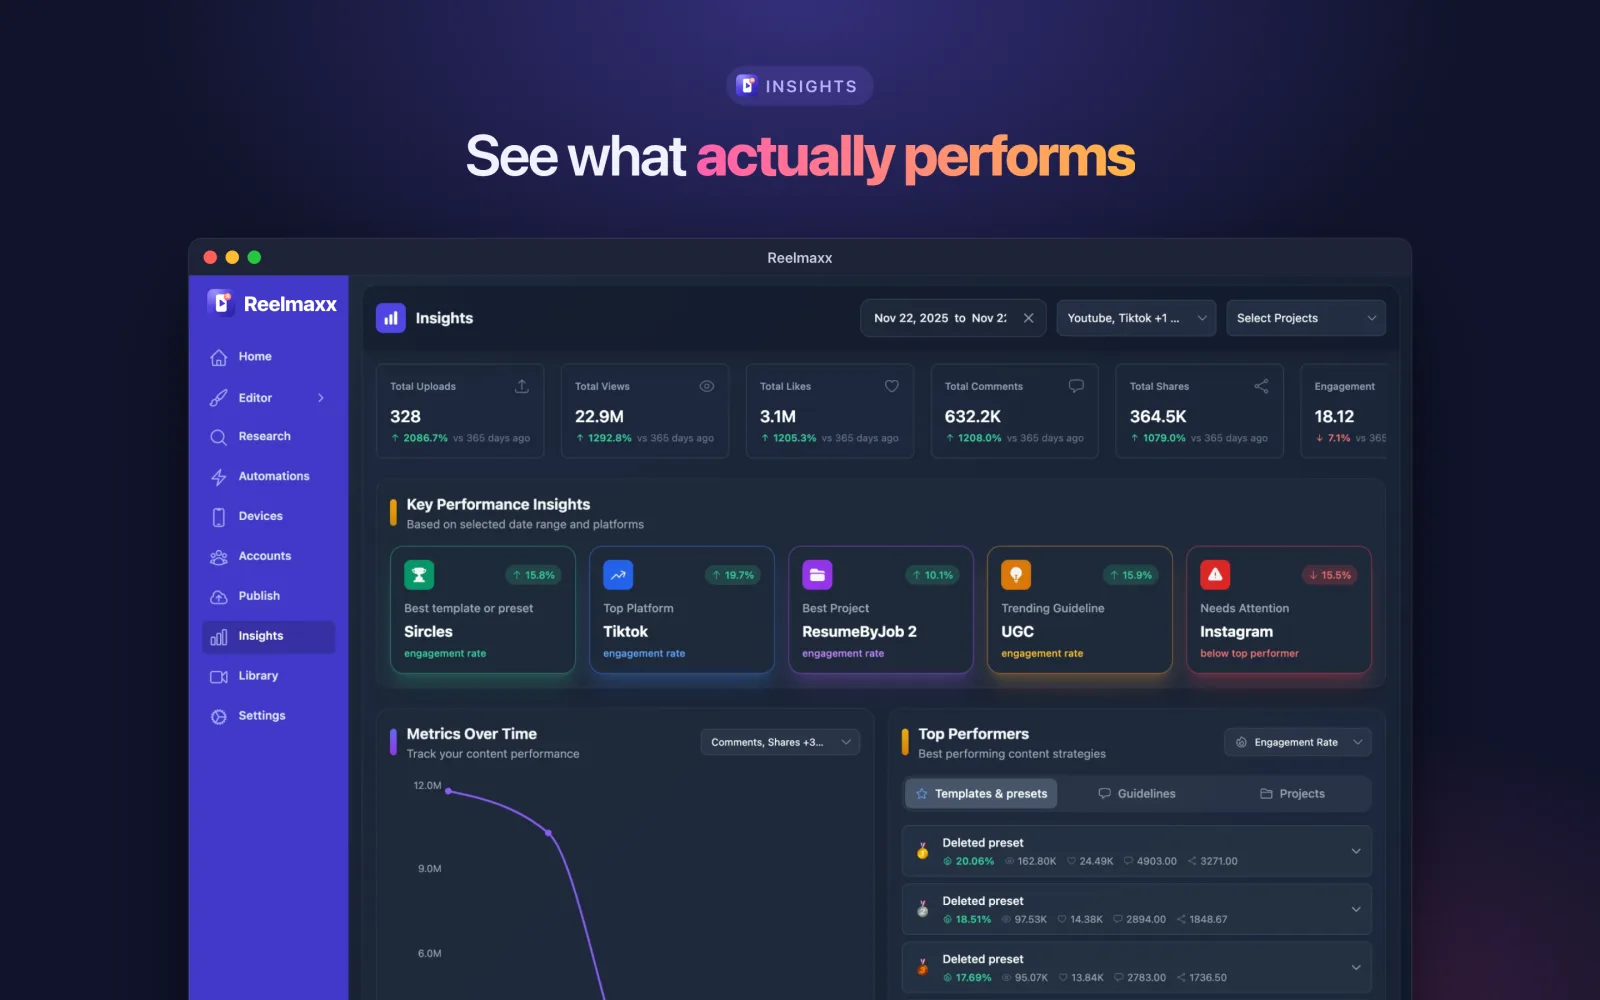 INSIGHTS
See what actually performs
Reelmaxx
Reelmaxx
Home
Editor
Research
Automations
Devices
Accounts
Publish
Insights
Library
Settings
Insights
Nov 22, 2025 to Nov 2
Youtube, Tiktok +1 ...
Select Projects
Total Uploads
328
↑ 2086.7% vs 365 days ago
Total Views
22.9M
↑ 1292.8% vs 365 days ago
Total Likes
3.1M
↑ 1205.3% vs 365 days ago
Total Comments
632.2K
↑ 1208.0% vs 365 days ago
Total Shares
364.5K
↑ 1079.0% vs 365 days ago
Engagement
18.12
↓ 7.1% vs 365
Key Performance Insights
Based on selected date range and platforms
↑ 15.8%
Best template or preset
Sircles
engagement rate
↑ 19.7%
Top Platform
Tiktok
engagement rate
↑ 10.1%
Best Project
ResumeByJob 2
engagement rate
↑ 15.9%
Trending Guideline
UGC
engagement rate
↓ 15.5%
Needs Attention
Instagram
below top performer
Metrics Over Time
Track your content performance
Comments, Shares +3...
12.0M
9.0M
6.0M
Top Performers
Best performing content strategies
Engagement Rate
Templates & presets
Guidelines
Projects
Deleted preset
20.06% 162.80K 24.49K 4903.00 3271.00
Deleted preset
18.51% 97.53K 14.38K 2894.00 1848.67
Deleted preset
17.69% 95.07K 13.84K 2783.00 1736.50